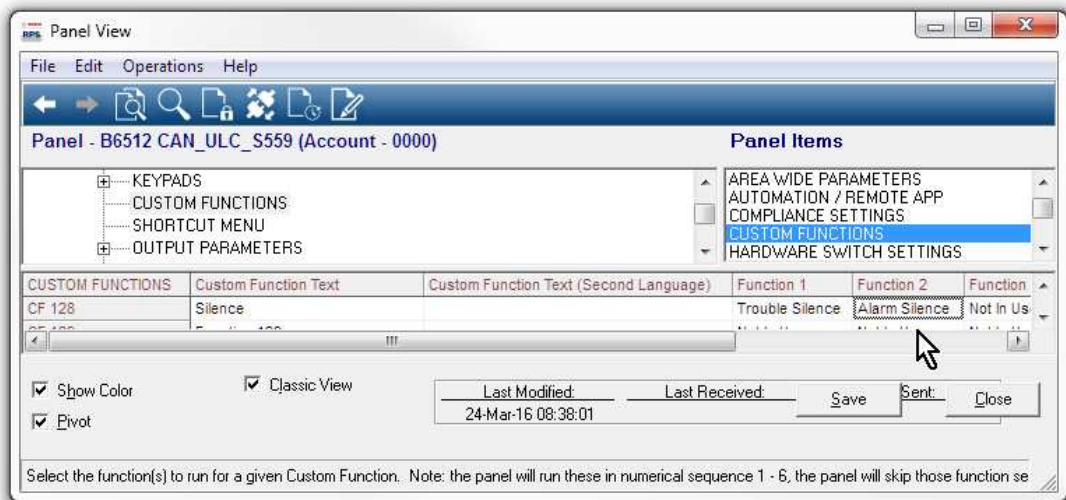 RPS Panel View
File Edit Operations Help
Panel - B6512 CAN_ULC_S559 (Account - 0000)
Panel Items
KEYPADS
CUSTOM FUNCTIONS
SHORTCUT MENU
OUTPUT PARAMETERS
AREA WIDE PARAMETERS
AUTOMATION / REMOTE APP
COMPLIANCE SETTINGS
CUSTOM FUNCTIONS
HARDWARE SWITCH SETTINGS
CUSTOM FUNCTIONS Custom Function Text Custom Function Text (Second Language) Function 1 Function 2 Function
CF 128 Silence Trouble Silence Alarm Silence Not In Us
Show Color Classic View
Pivot
Last Modified: Last Received: Sent:
24-Mar-16 08:38:01
Save Close
Select the function(s) to run for a given Custom Function. Note: the panel will run these in numerical sequence 1 - 6, the panel will skip those function se